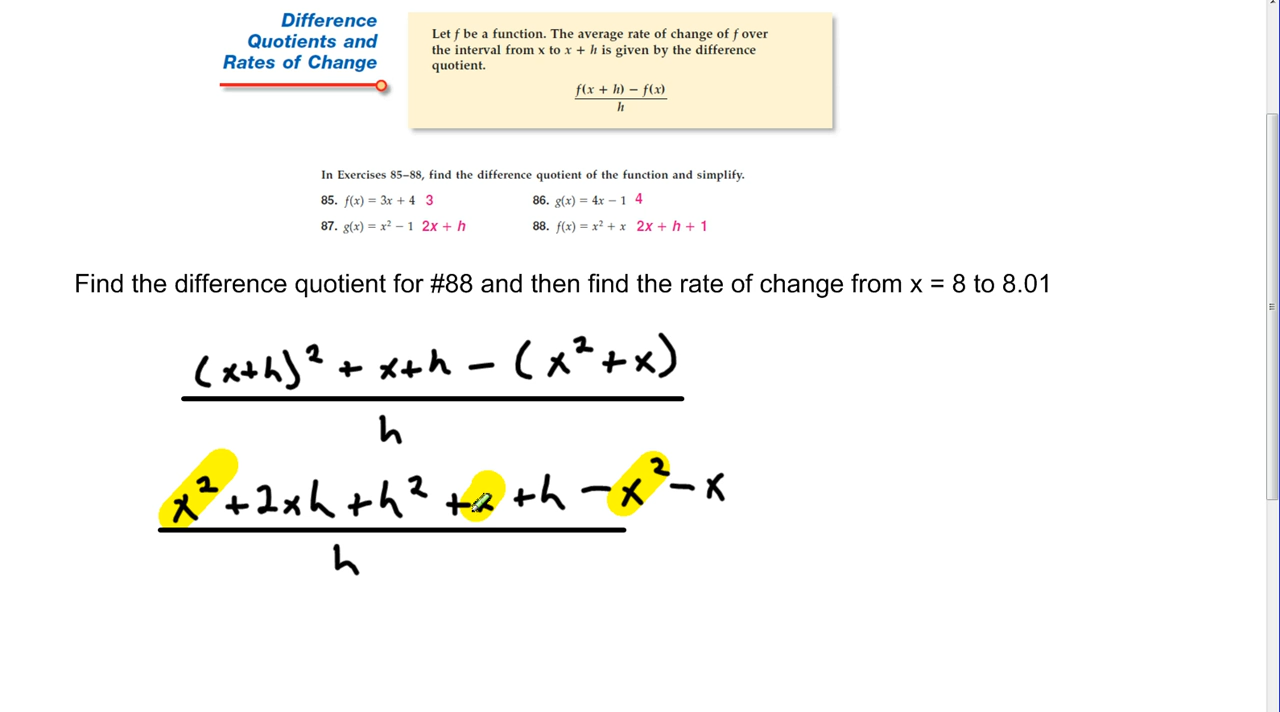 Difference
Quotients and
Rates of Change
Let f be a function. The average rate of change of f over
the interval from x to x + h is given by the difference
quotient.
f(x + h) − f(x)
h
In Exercises 85–88, find the difference quotient of the function and simplify.
85. f(x) = 3x + 4 3 86. g(x) = 4x − 1 4
87. g(x) = x² − 1 2x + h 88. f(x) = x² + x 2x + h + 1
Find the difference quotient for #88 and then find the rate of change from x = 8 to 8.01
(x+h)² + x+h − (x²+x)
h
x² +2xh +h² +x +h − x² − x
h